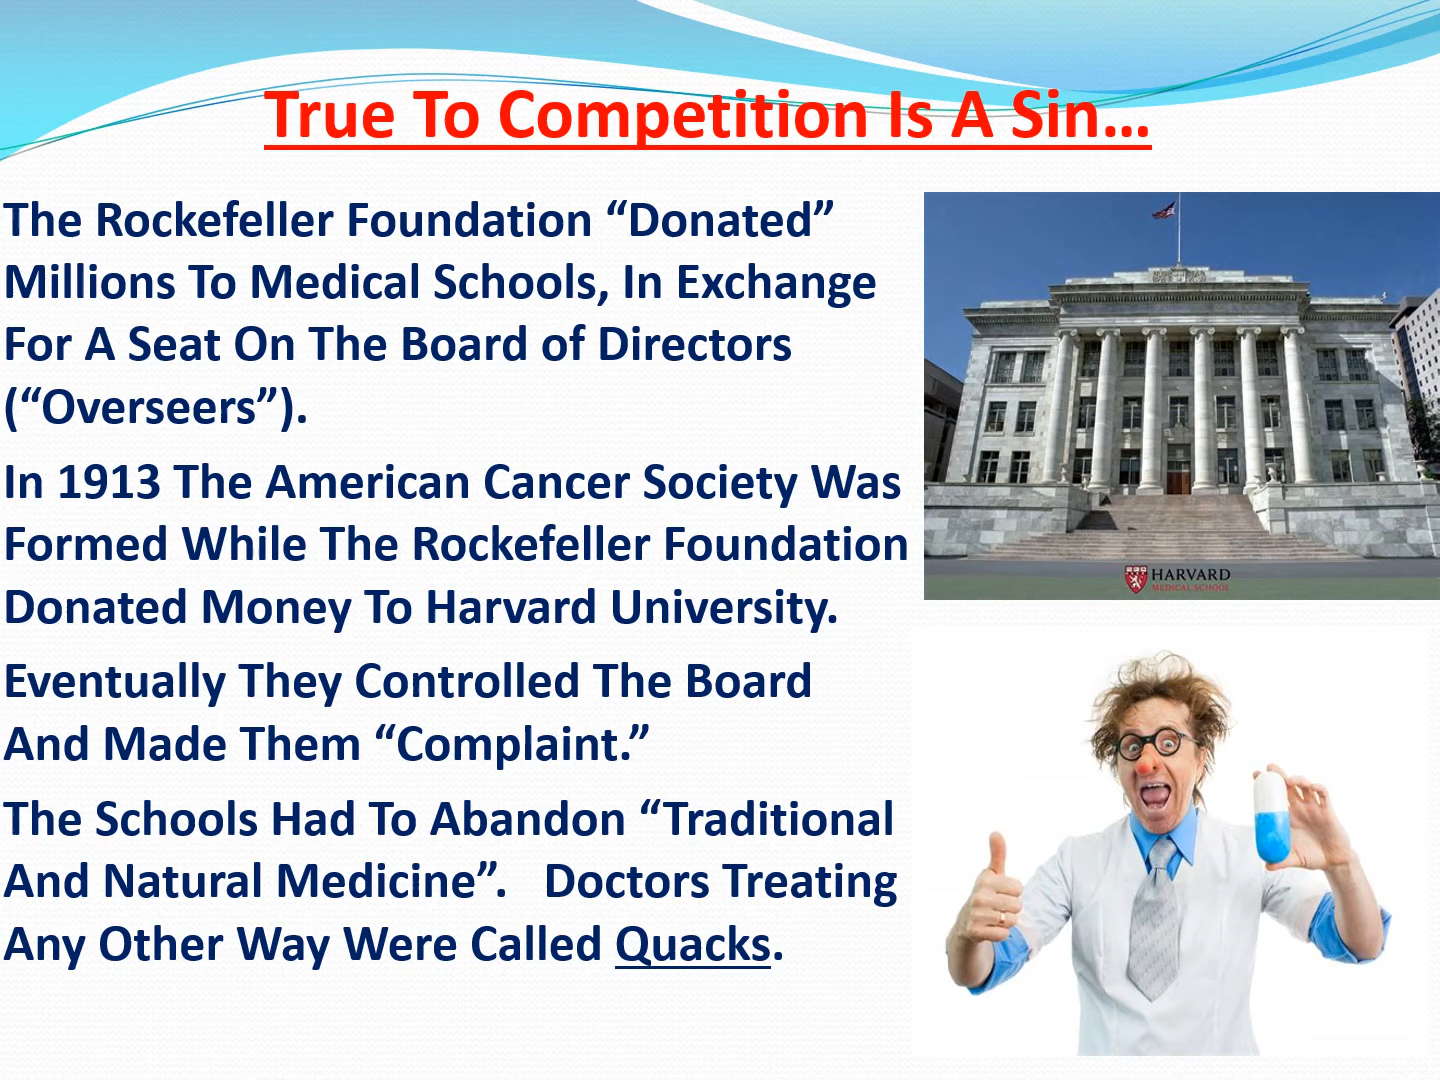 True To Competition Is A Sin…
The Rockefeller Foundation “Donated”
Millions To Medical Schools, In Exchange
For A Seat On The Board of Directors
(“Overseers”).
In 1913 The American Cancer Society Was
Formed While The Rockefeller Foundation
Donated Money To Harvard University.
Eventually They Controlled The Board
And Made Them “Complaint.”
The Schools Had To Abandon “Traditional
And Natural Medicine”. Doctors Treating
Any Other Way Were Called Quacks.
HARVARD
MEDICAL SCHOOL